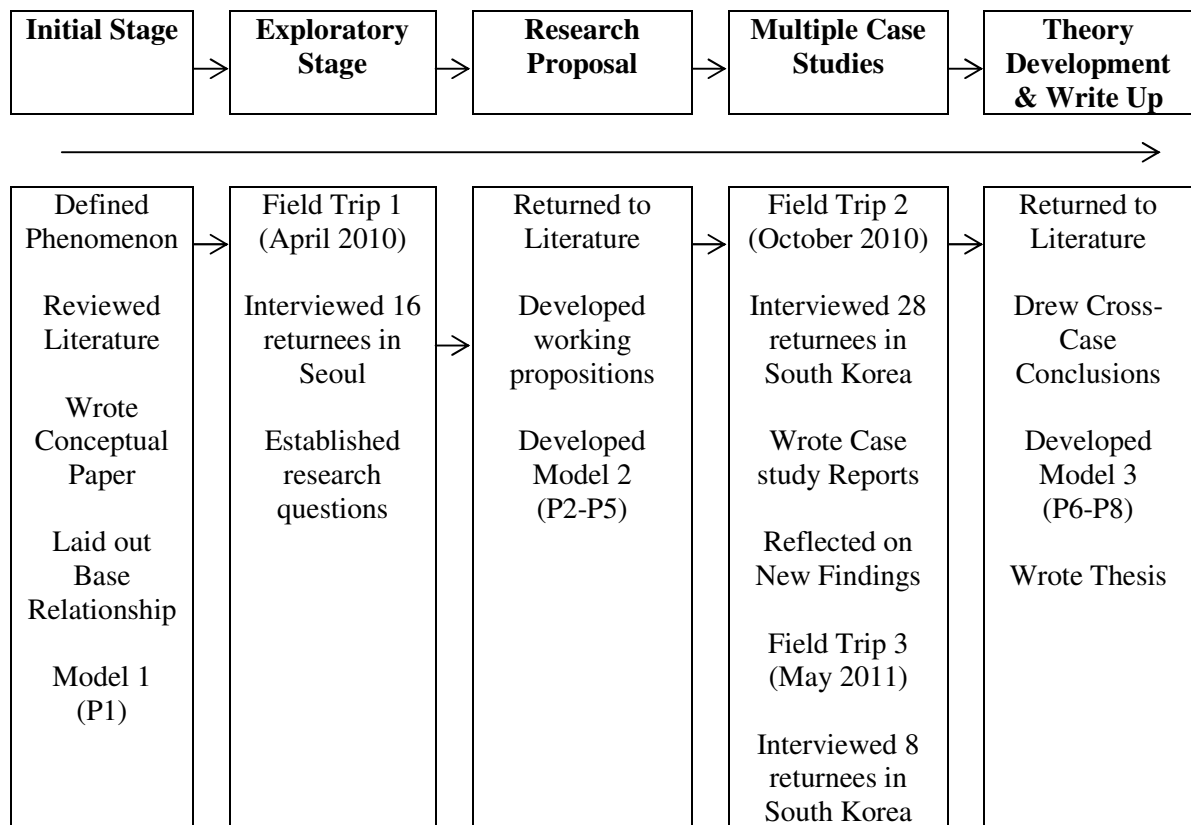 Initial Stage
Exploratory
Stage
Research
Proposal
Multiple Case
Studies
Theory
Development
& Write Up
Defined
Phenomenon
Reviewed
Literature
Wrote
Conceptual
Paper
Laid out
Base
Relationship
Model 1
(P1)
Field Trip 1
(April 2010)
Interviewed 16
returnees in
Seoul
Established
research
questions
Returned to
Literature
Developed
working
propositions
Developed
Model 2
(P2-P5)
Field Trip 2
(October 2010)
Interviewed 28
returnees in
South Korea
Wrote Case
study Reports
Reflected on
New Findings
Field Trip 3
(May 2011)
Interviewed 8
returnees in
South Korea
Returned to
Literature
Drew Cross-
Case
Conclusions
Developed
Model 3
(P6-P8)
Wrote Thesis